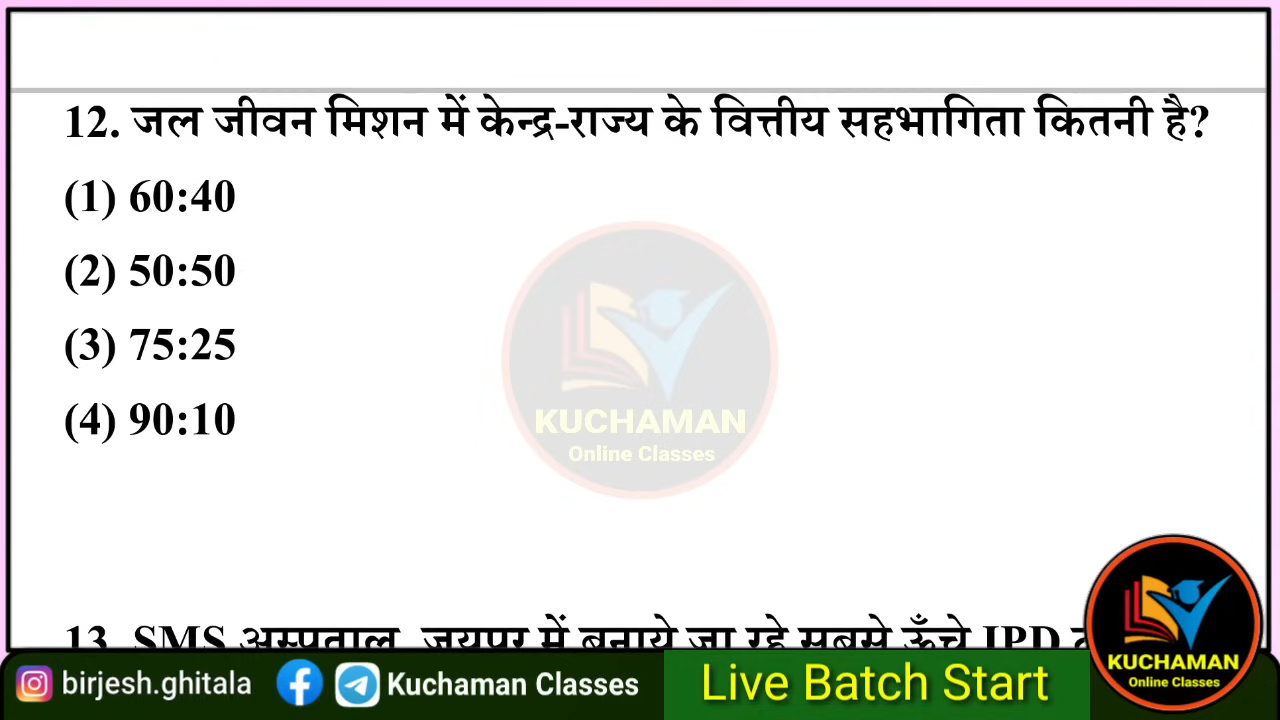 12. जल जीवन मिशन में केन्द्र-राज्य के वित्तीय सहभागिता कितनी है?
(1) 60:40
(2) 50:50
(3) 75:25
(4) 90:10
KUCHAMAN
Online Classes
13. SMS अस्पताल, जयपुर में बनाये जा रहे सबसे ऊँचे IPD
birjesh.ghitala
Kuchaman Classes
Live Batch Start
KUCHAMAN
Online Classes